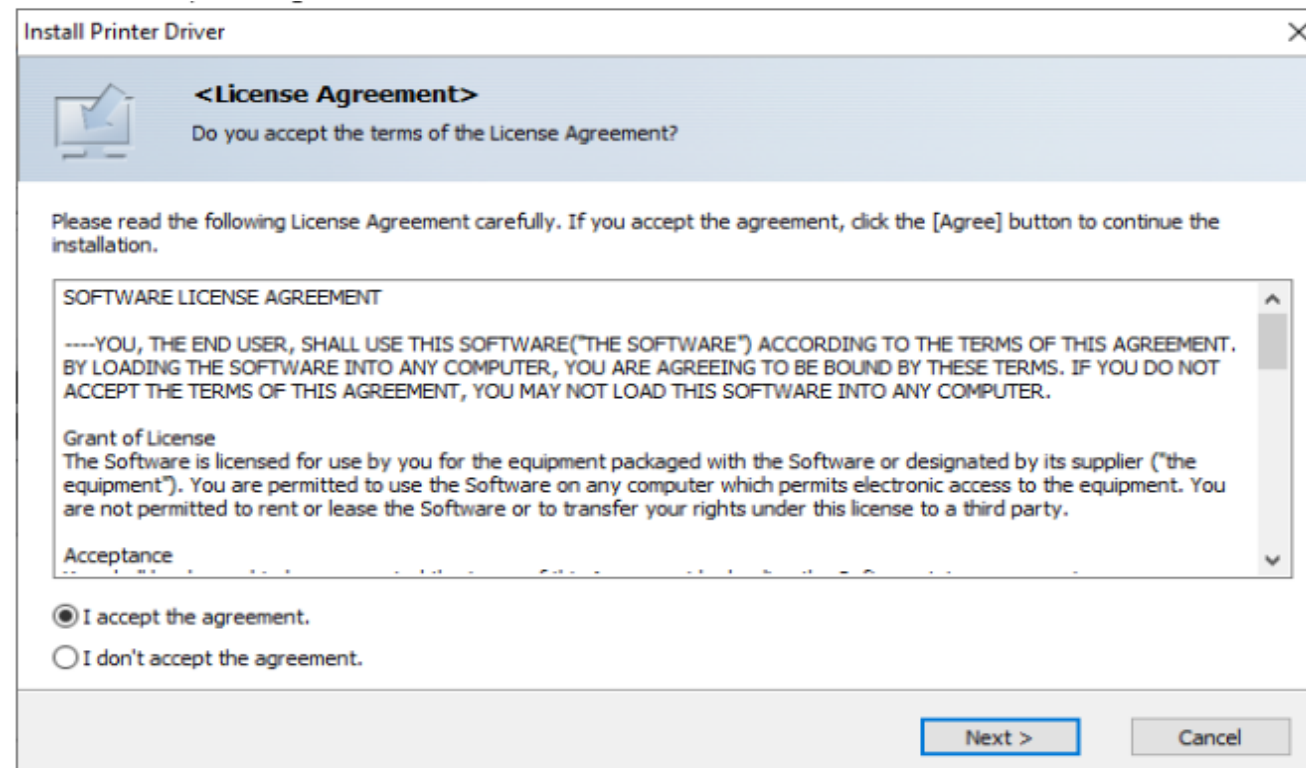 Install Printer Driver
<License Agreement>
Do you accept the terms of the License Agreement?
Please read the following License Agreement carefully. If you accept the agreement, click the [Agree] button to continue the
installation.
SOFTWARE LICENSE AGREEMENT
----YOU, THE END USER, SHALL USE THIS SOFTWARE("THE SOFTWARE") ACCORDING TO THE TERMS OF THIS AGREEMENT.
BY LOADING THE SOFTWARE INTO ANY COMPUTER, YOU ARE AGREEING TO BE BOUND BY THESE TERMS. IF YOU DO NOT
ACCEPT THE TERMS OF THIS AGREEMENT, YOU MAY NOT LOAD THIS SOFTWARE INTO ANY COMPUTER.
Grant of License
The Software is licensed for use by you for the equipment packaged with the Software or designated by its supplier ("the
equipment"). You are permitted to use the Software on any computer which permits electronic access to the equipment. You
are not permitted to rent or lease the Software or to transfer your rights under this license to a third party.
Acceptance
I accept the agreement.
I don't accept the agreement.
Next >
Cancel